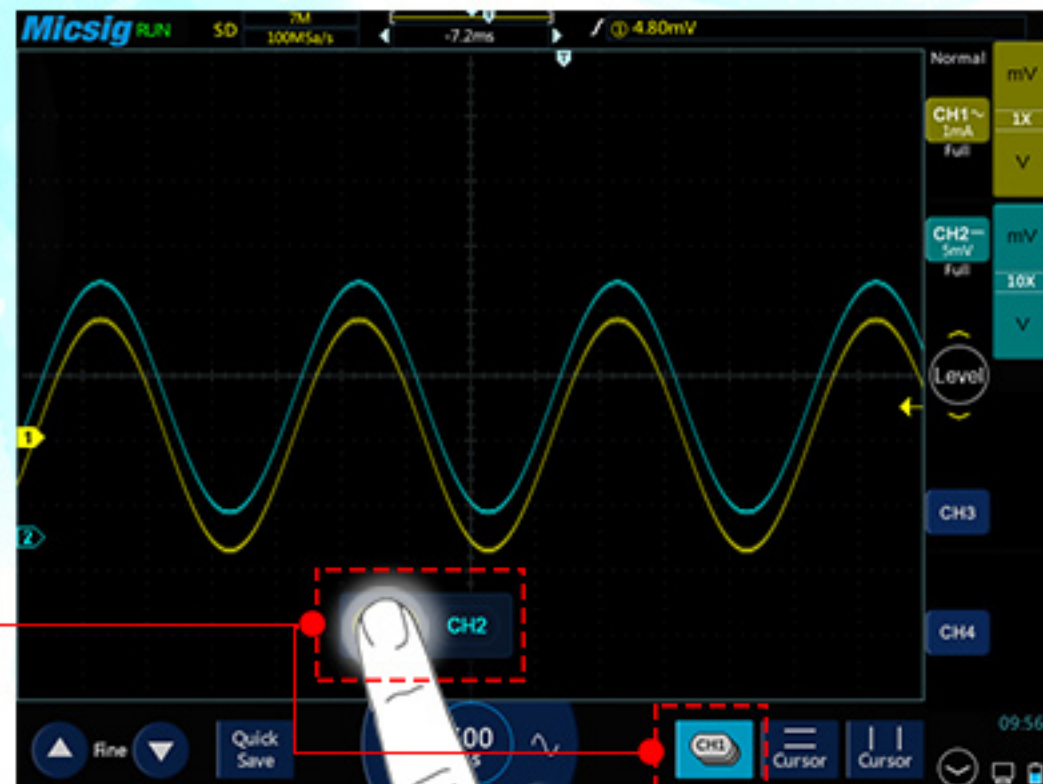 Micsig RUN SD 7M
100MSa/s -7.2ms T 1 4.80mV
Normal
CH1
1mA
Full
mV
1X
V
CH2
5mV
Full
mV
10X
V
Level
1
2
CH3
CH4
CH2
Fine
Quick
Save
CH1
Cursor
Cursor
09:56